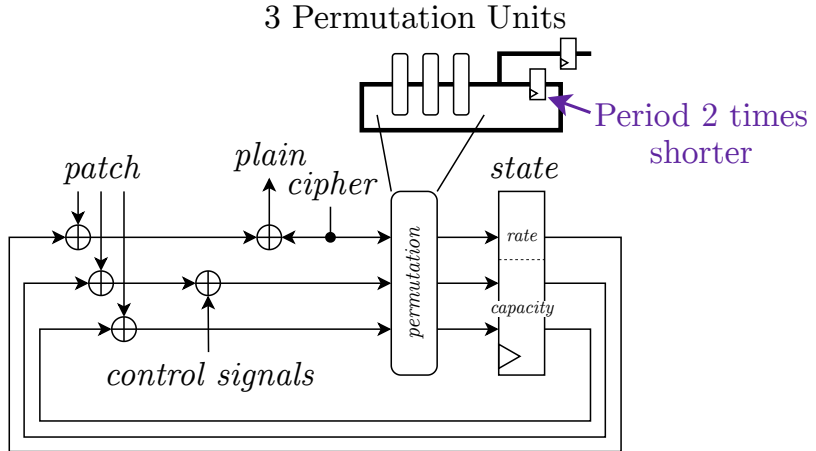 3 Permutation Units
Period 2 times
shorter
patch
plain
cipher
state
permutation
rate
capacity
control signals